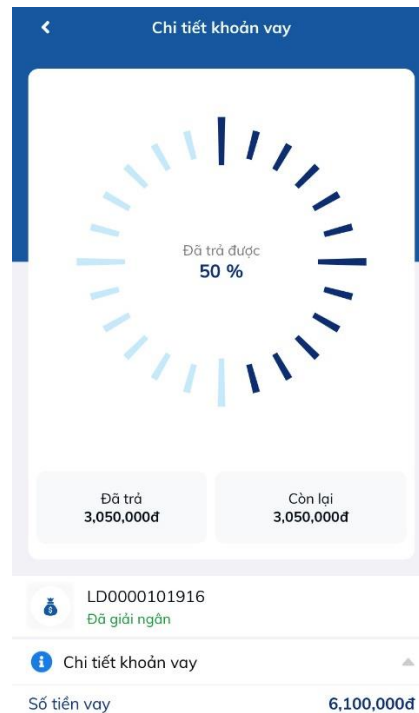 Chi tiết khoản vay
Đã trả được
50 %
Đã trả
3,050,000đ
Còn lại
3,050,000đ
LD0000101916
Đã giải ngân
Chi tiết khoản vay
Số tiền vay 6,100,000đ